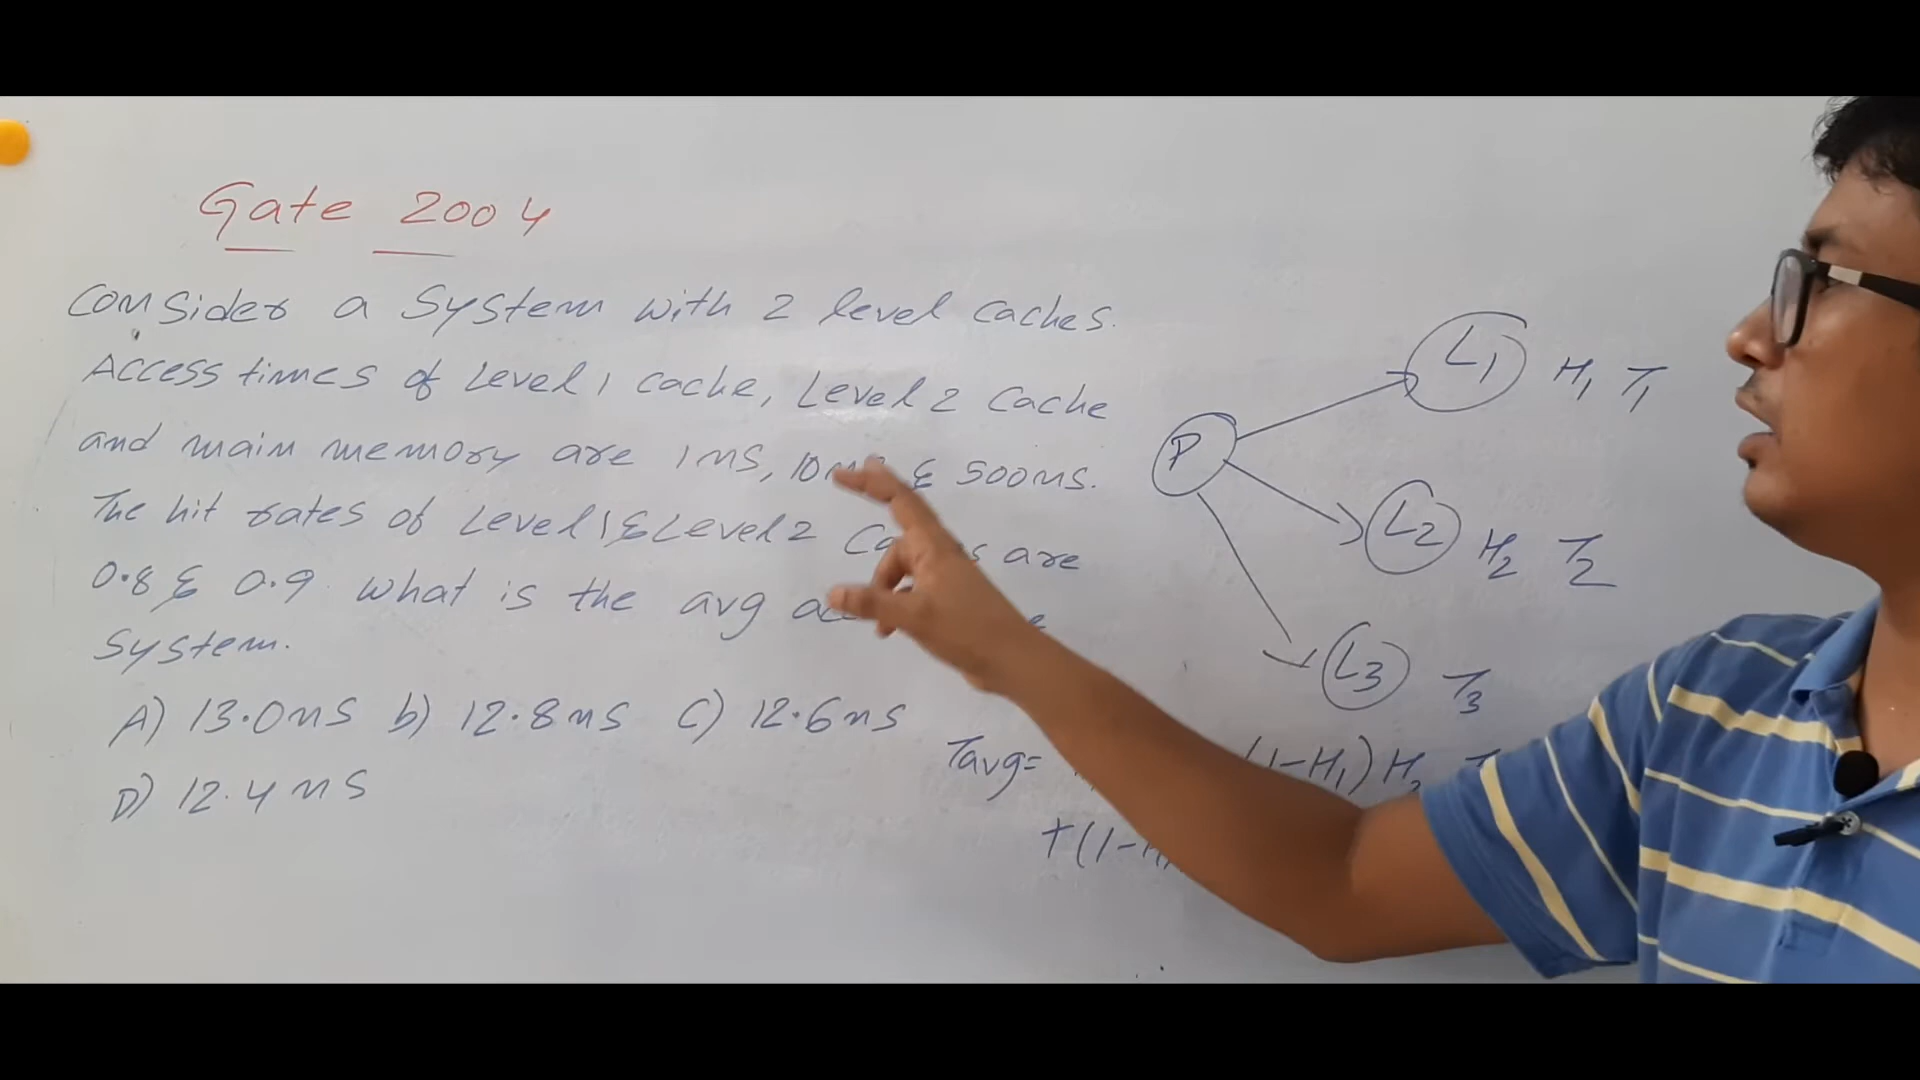 Gate 2004
Consider a System with 2 level caches.
Access times of Level 1 cache, Level 2 cache
and main memory are 1ns, 10ns & 500ns.
The hit rates of Level 1 & Level 2 are
0.8 & 0.9 what is the avg
System.
A) 13.0ns b) 12.8ns C) 12.6ns
D) 12.4ns
P
L1 H1 T1
L2 H2 T2
L3 T3
Tavg= (1-H1)H2
+(1-H1